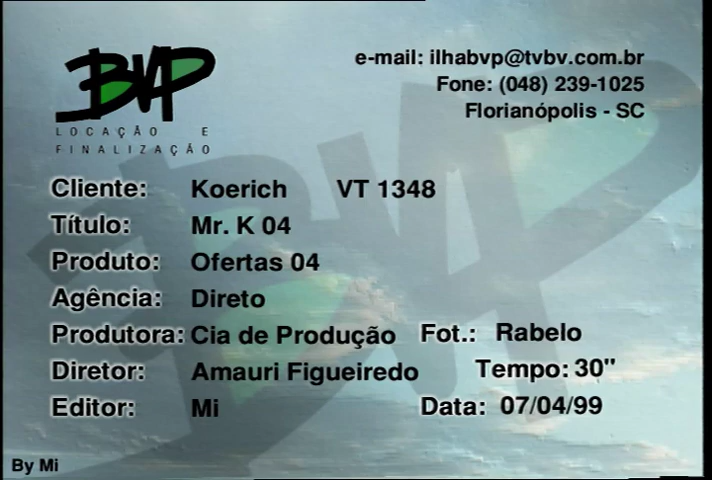 BVP
LOCAÇÃO E
FINALIZAÇÃO
e-mail: ilhabvp@tvbv.com.br
Fone: (048) 239-1025
Florianópolis - SC
Cliente: Koerich VT 1348
Título: Mr. K 04
Produto: Ofertas 04
Agência: Direto
Produtora: Cia de Produção Fot.: Rabelo
Diretor: Amauri Figueiredo Tempo: 30"
Editor: Mi Data: 07/04/99
By Mi